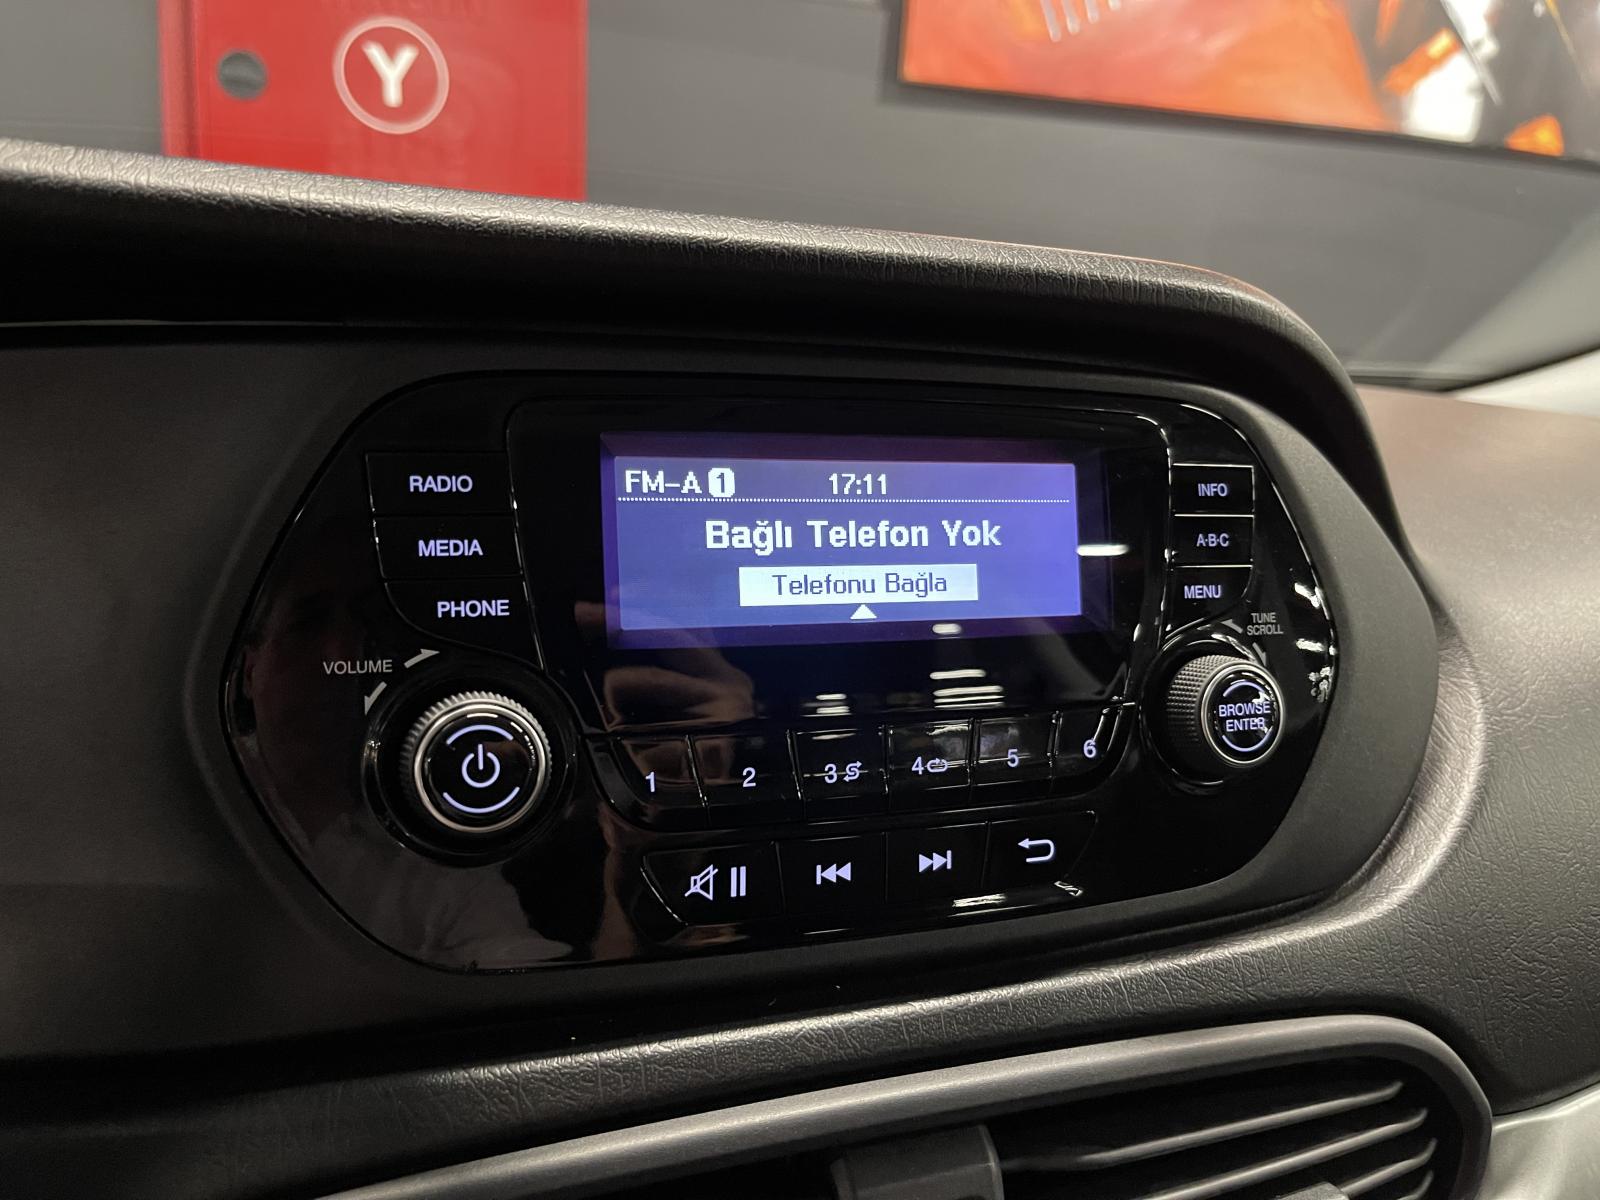 Y
FM-A 1 17:11
Bağlı Telefon Yok
Telefonu Bağla
RADIO
MEDIA
PHONE
VOLUME
INFO
A·B·C
MENU
TUNE
SCROLL
BROWSE
ENTER
1 2 3 4 5 6